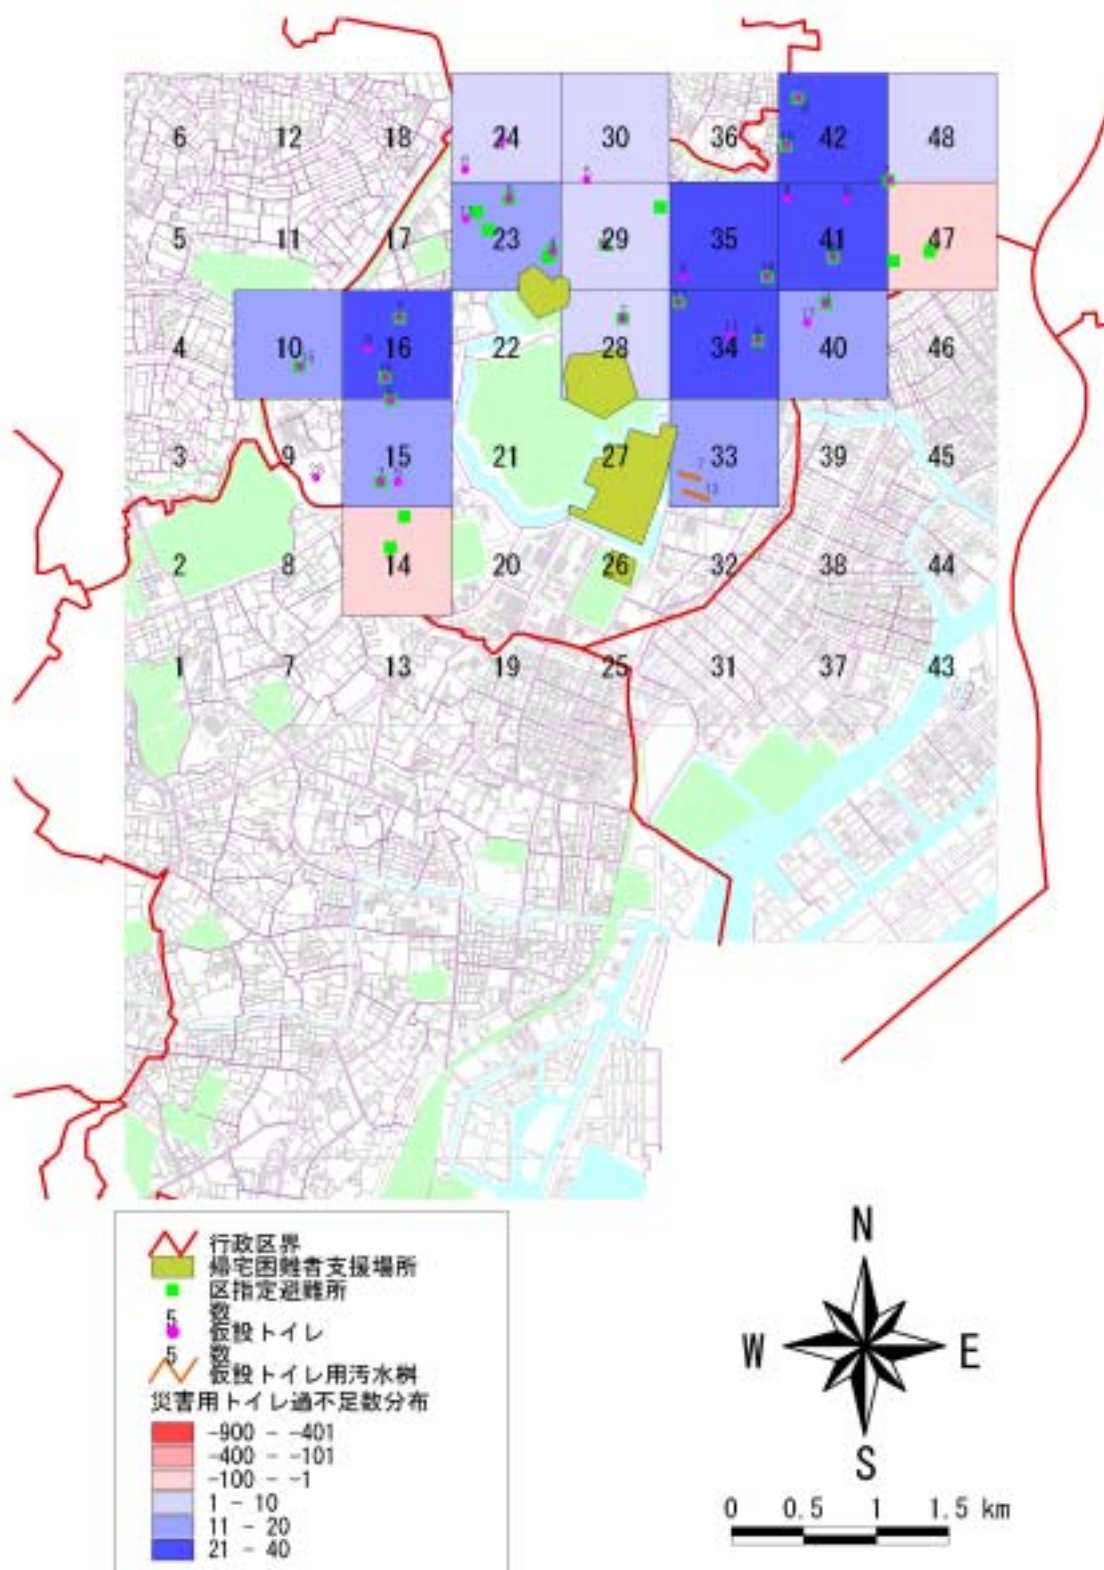 6 12 18 24 30 36 42 48
5 11 17 23 29 35 41 47
4 10 16 22 28 34 40 46
3 9 15 21 27 33 39 45
2 8 14 20 26 32 38 44
1 7 13 19 25 31 37 43
行政区界
帰宅困難者支援場所
区指定避難所
数
5
仮設トイレ
5 数
仮設トイレ用汚水桝
災害用トイレ過不足数分布
-900 - -401
-400 - -101
-100 - -1
1 - 10
11 - 20
21 - 40
N
W E
S
0 0.5 1 1.5 km